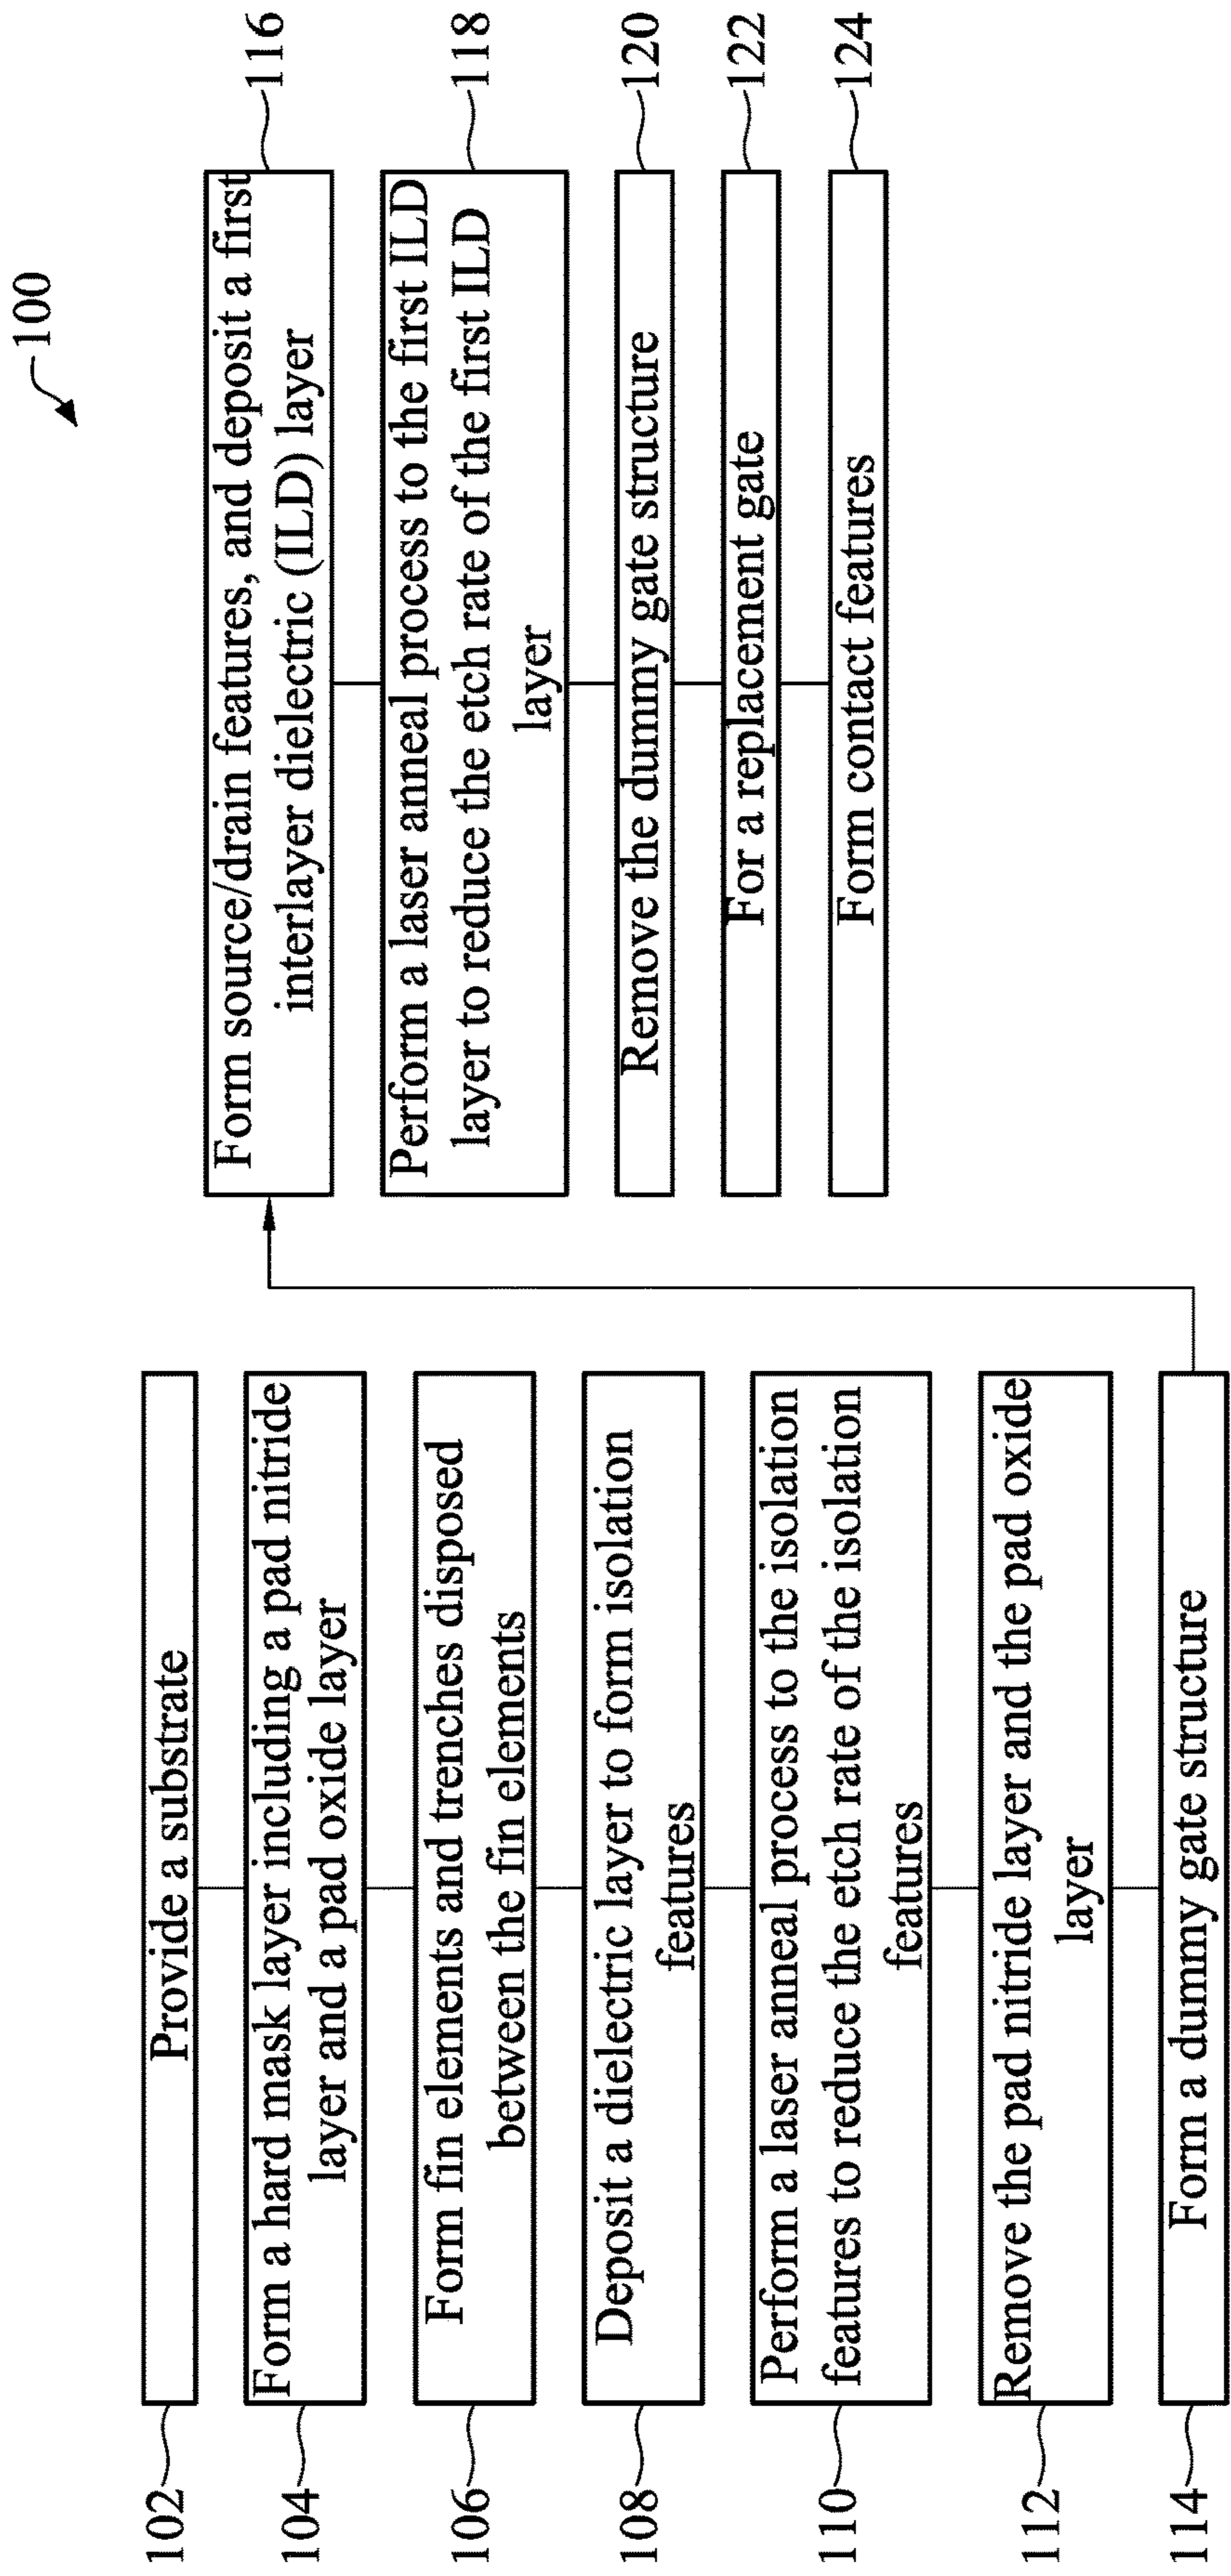 100
102
Provide a substrate
104
Form a hard mask layer including a pad nitride
layer and a pad oxide layer
106
Form fin elements and trenches disposed
between the fin elements
108
Deposit a dielectric layer to form isolation
features
110
Perform a laser anneal process to the isolation
features to reduce the etch rate of the isolation
features
112
Remove the pad nitride layer and the pad oxide
layer
114
Form a dummy gate structure
116
Form source/drain features, and deposit a first
interlayer dielectric (ILD) layer
118
Perform a laser anneal process to the first ILD
layer to reduce the etch rate of the first ILD
layer
120
Remove the dummy gate structure
122
For a replacement gate
124
Form contact features